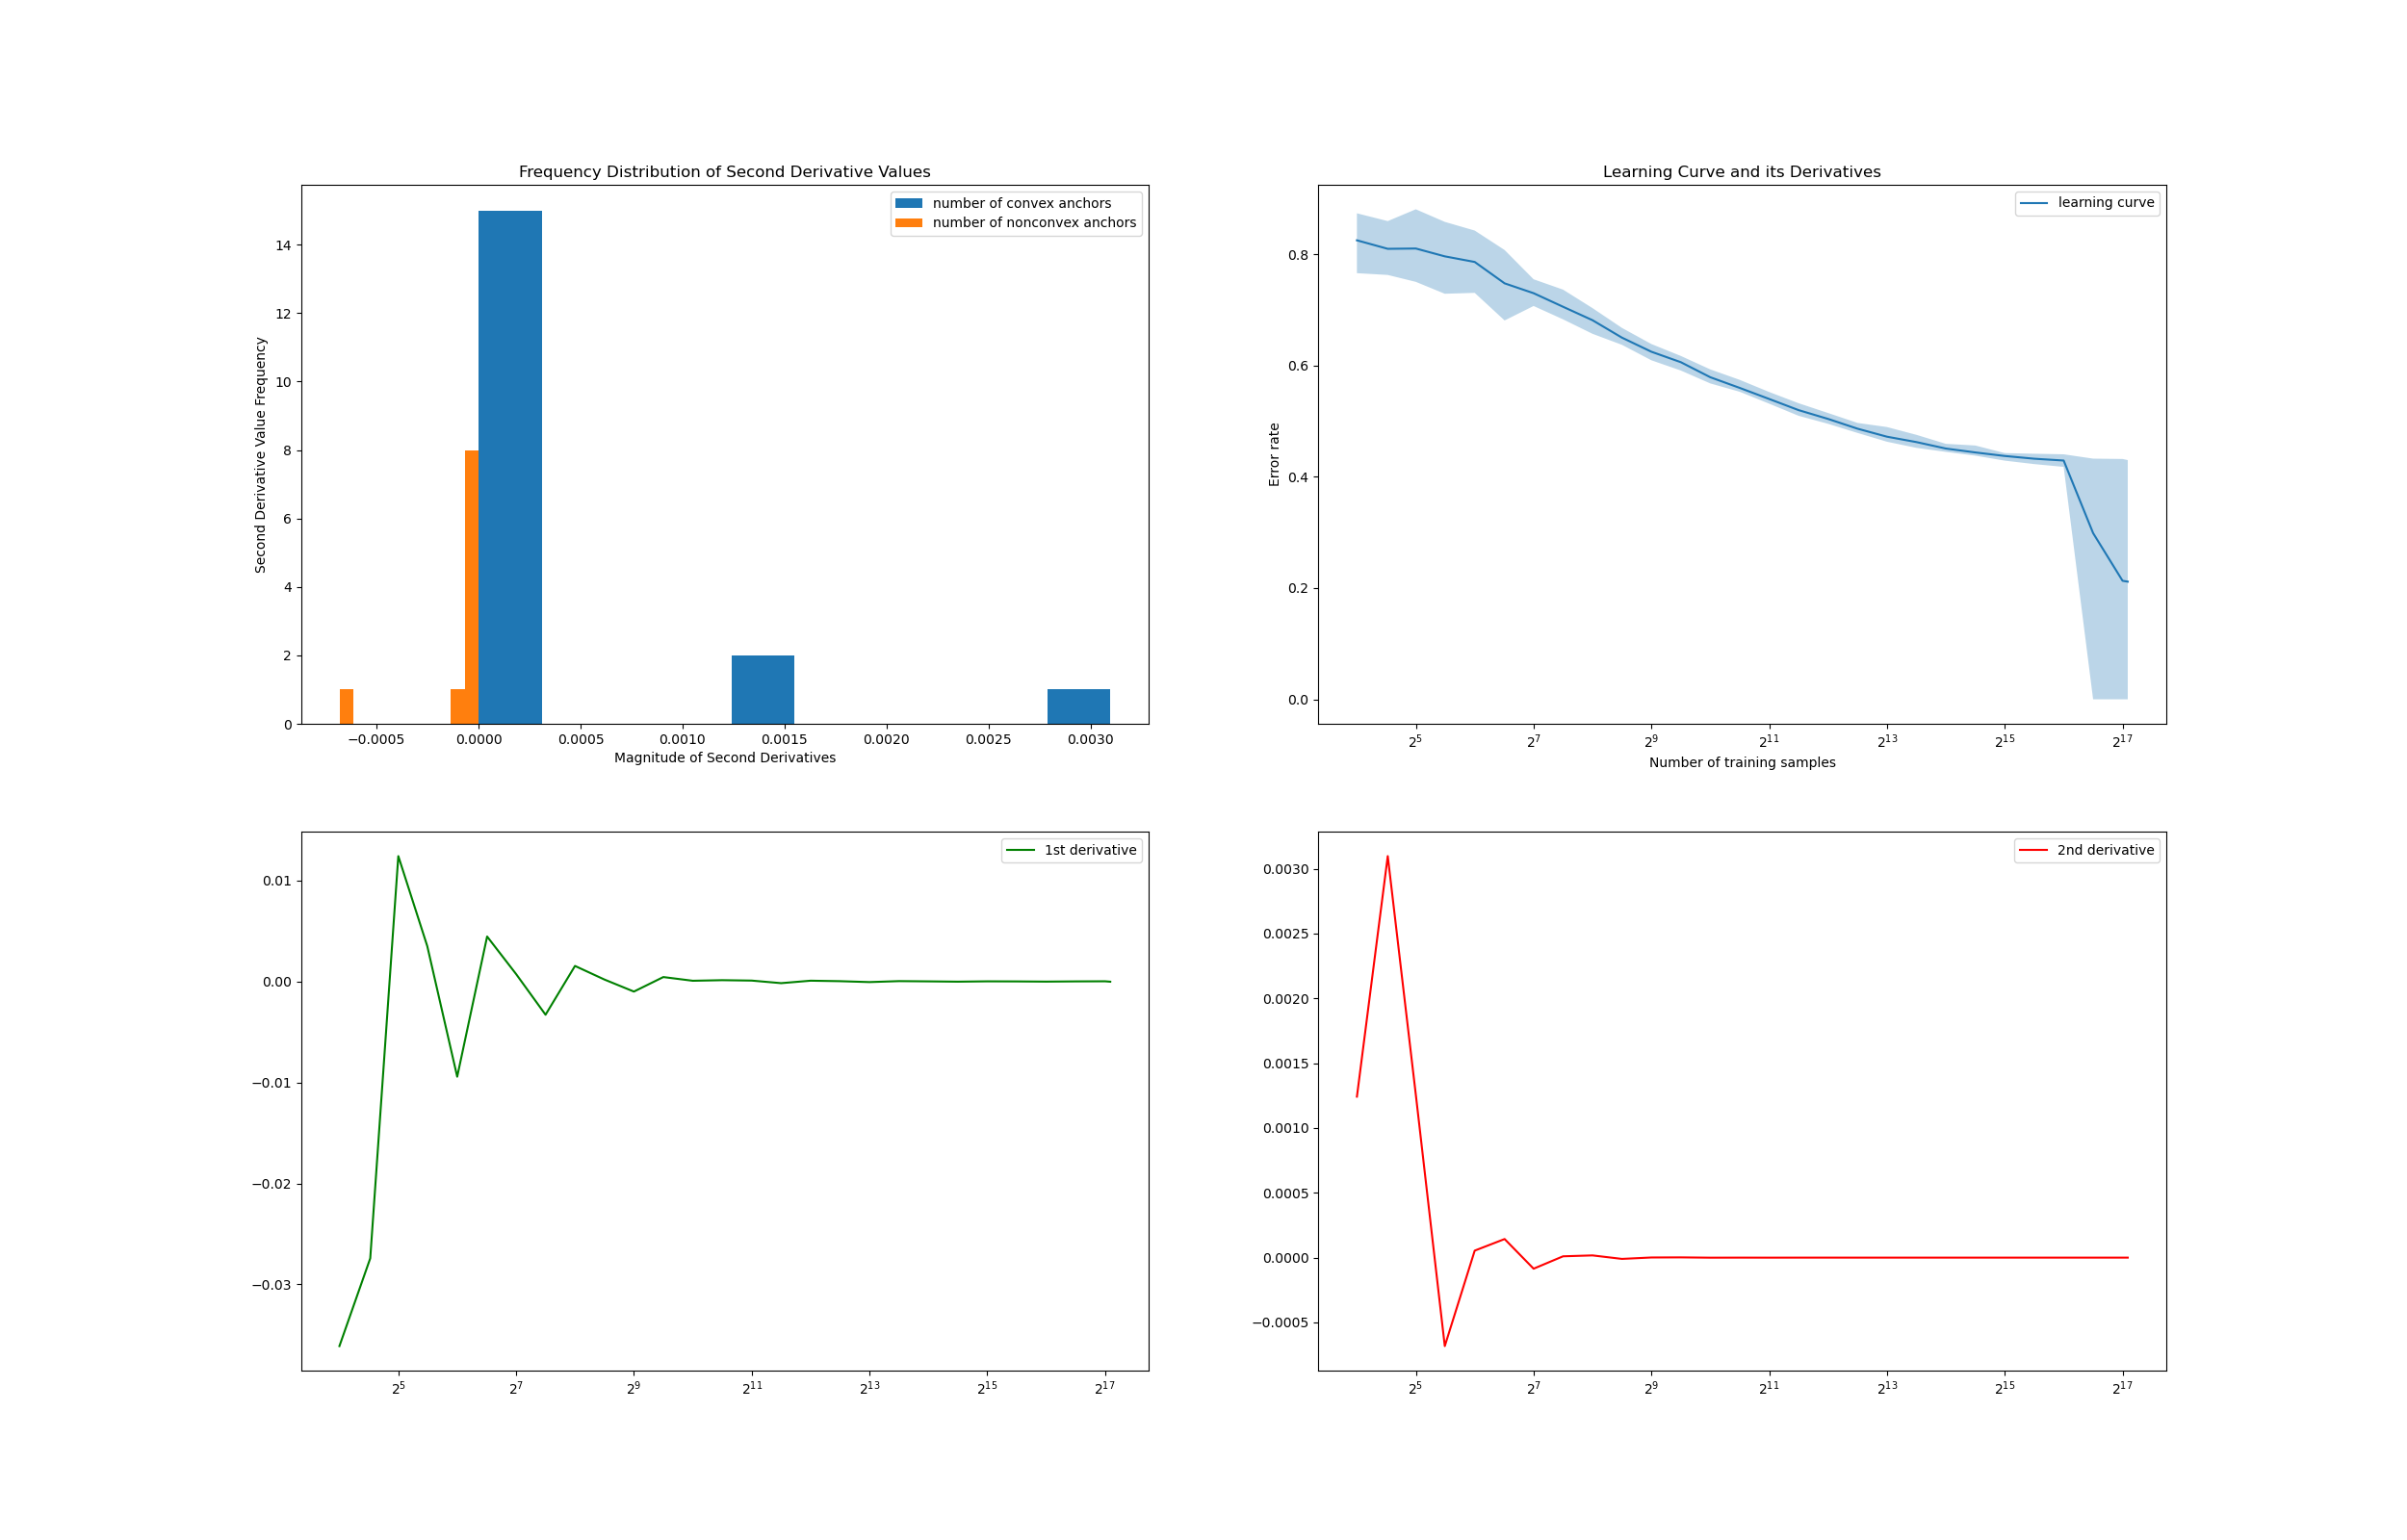 Frequency Distribution of Second Derivative Values
number of convex anchors
number of nonconvex anchors
Second Derivative Value Frequency
14
12
10
8
6
4
2
0
−0.0005 0.0000 0.0005 0.0010 0.0015 0.0020 0.0025 0.0030
Magnitude of Second Derivatives
Learning Curve and its Derivatives
learning curve
Error rate
0.8
0.6
0.4
0.2
0.0
2^5 2^7 2^9 2^11 2^13 2^15 2^17
Number of training samples
1st derivative
0.01
0.00
−0.01
−0.02
−0.03
2^5 2^7 2^9 2^11 2^13 2^15 2^17
2nd derivative
0.0030
0.0025
0.0020
0.0015
0.0010
0.0005
0.0000
−0.0005
2^5 2^7 2^9 2^11 2^13 2^15 2^17